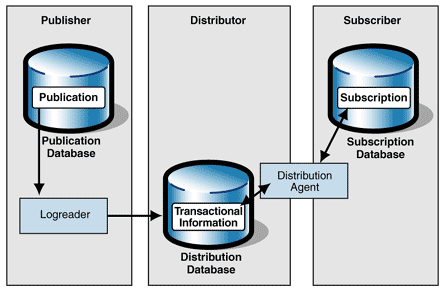 Publisher
Distributor
Subscriber
Publication
Publication
Database
Logreader
Transactional
Information
Distribution
Database
Distribution
Agent
Subscription
Subscription
Database